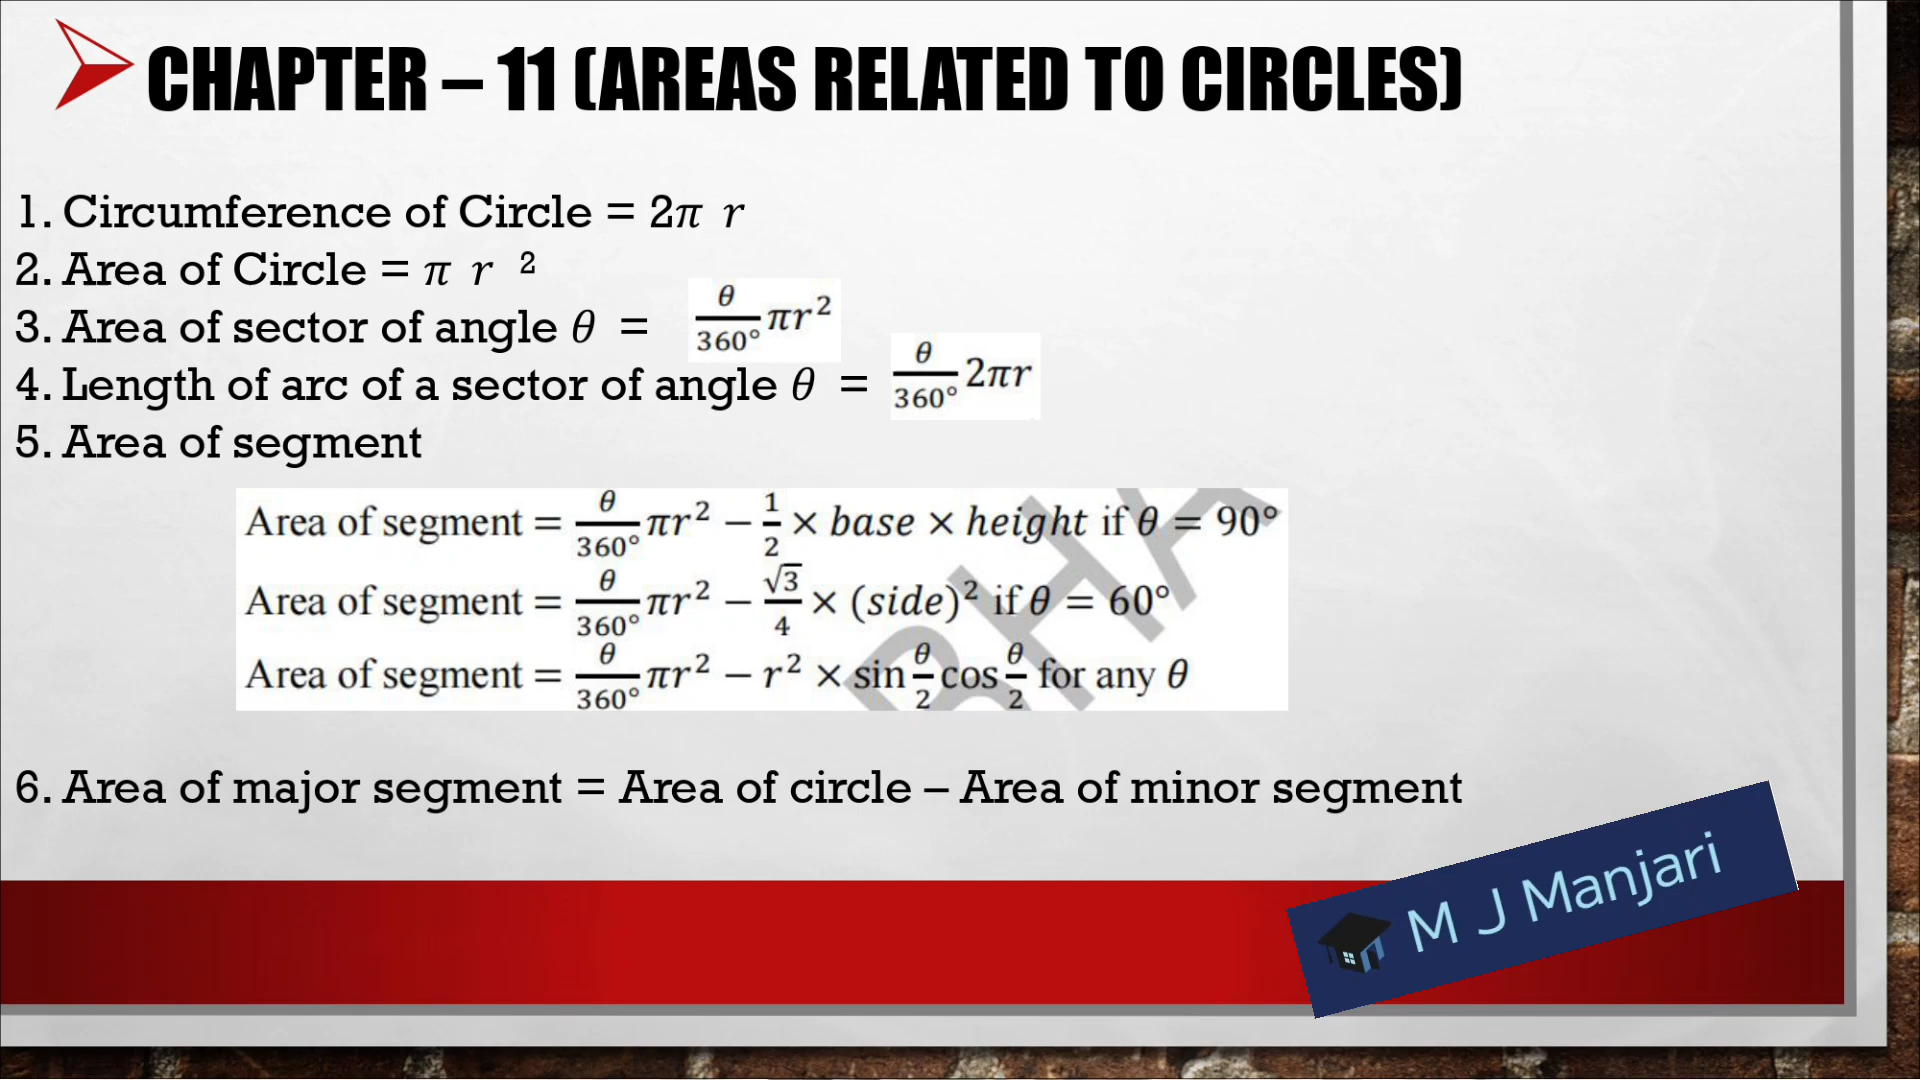 CHAPTER – 11 (AREAS RELATED TO CIRCLES)
1. Circumference of Circle = 2𝜋 r
2. Area of Circle = 𝜋 r ²
3. Area of sector of angle 𝜃 = 𝜃/360° 𝜋r²
4. Length of arc of a sector of angle 𝜃 = 𝜃/360° 2𝜋r
5. Area of segment
Area of segment = 𝜃/360° 𝜋r² − 1/2 × base × height if 𝜃 = 90°
Area of segment = 𝜃/360° 𝜋r² − √3/4 × (side)² if 𝜃 = 60°
Area of segment = 𝜃/360° 𝜋r² − r² × sin 𝜃/2 cos 𝜃/2 for any 𝜃
6. Area of major segment = Area of circle – Area of minor segment
M J Manjari